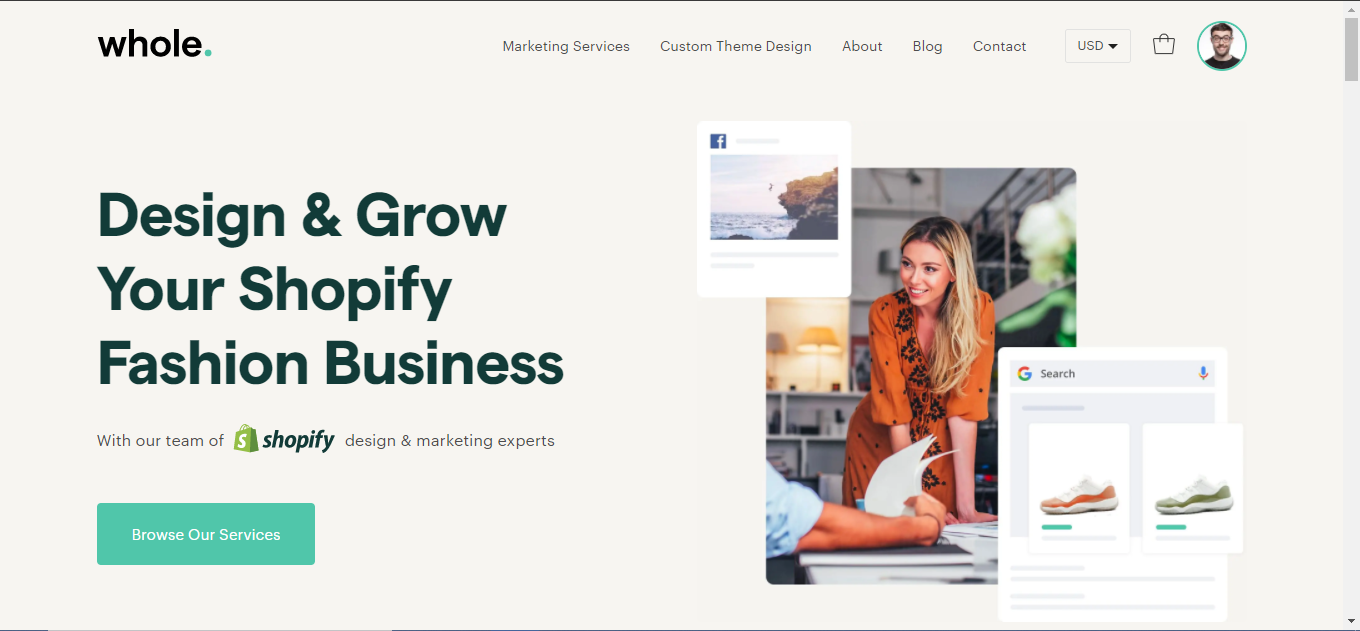 whole.
Marketing Services
Custom Theme Design
About
Blog
Contact
USD
Design & Grow
Your Shopify
Fashion Business
With our team of shopify design & marketing experts
Browse Our Services
Search